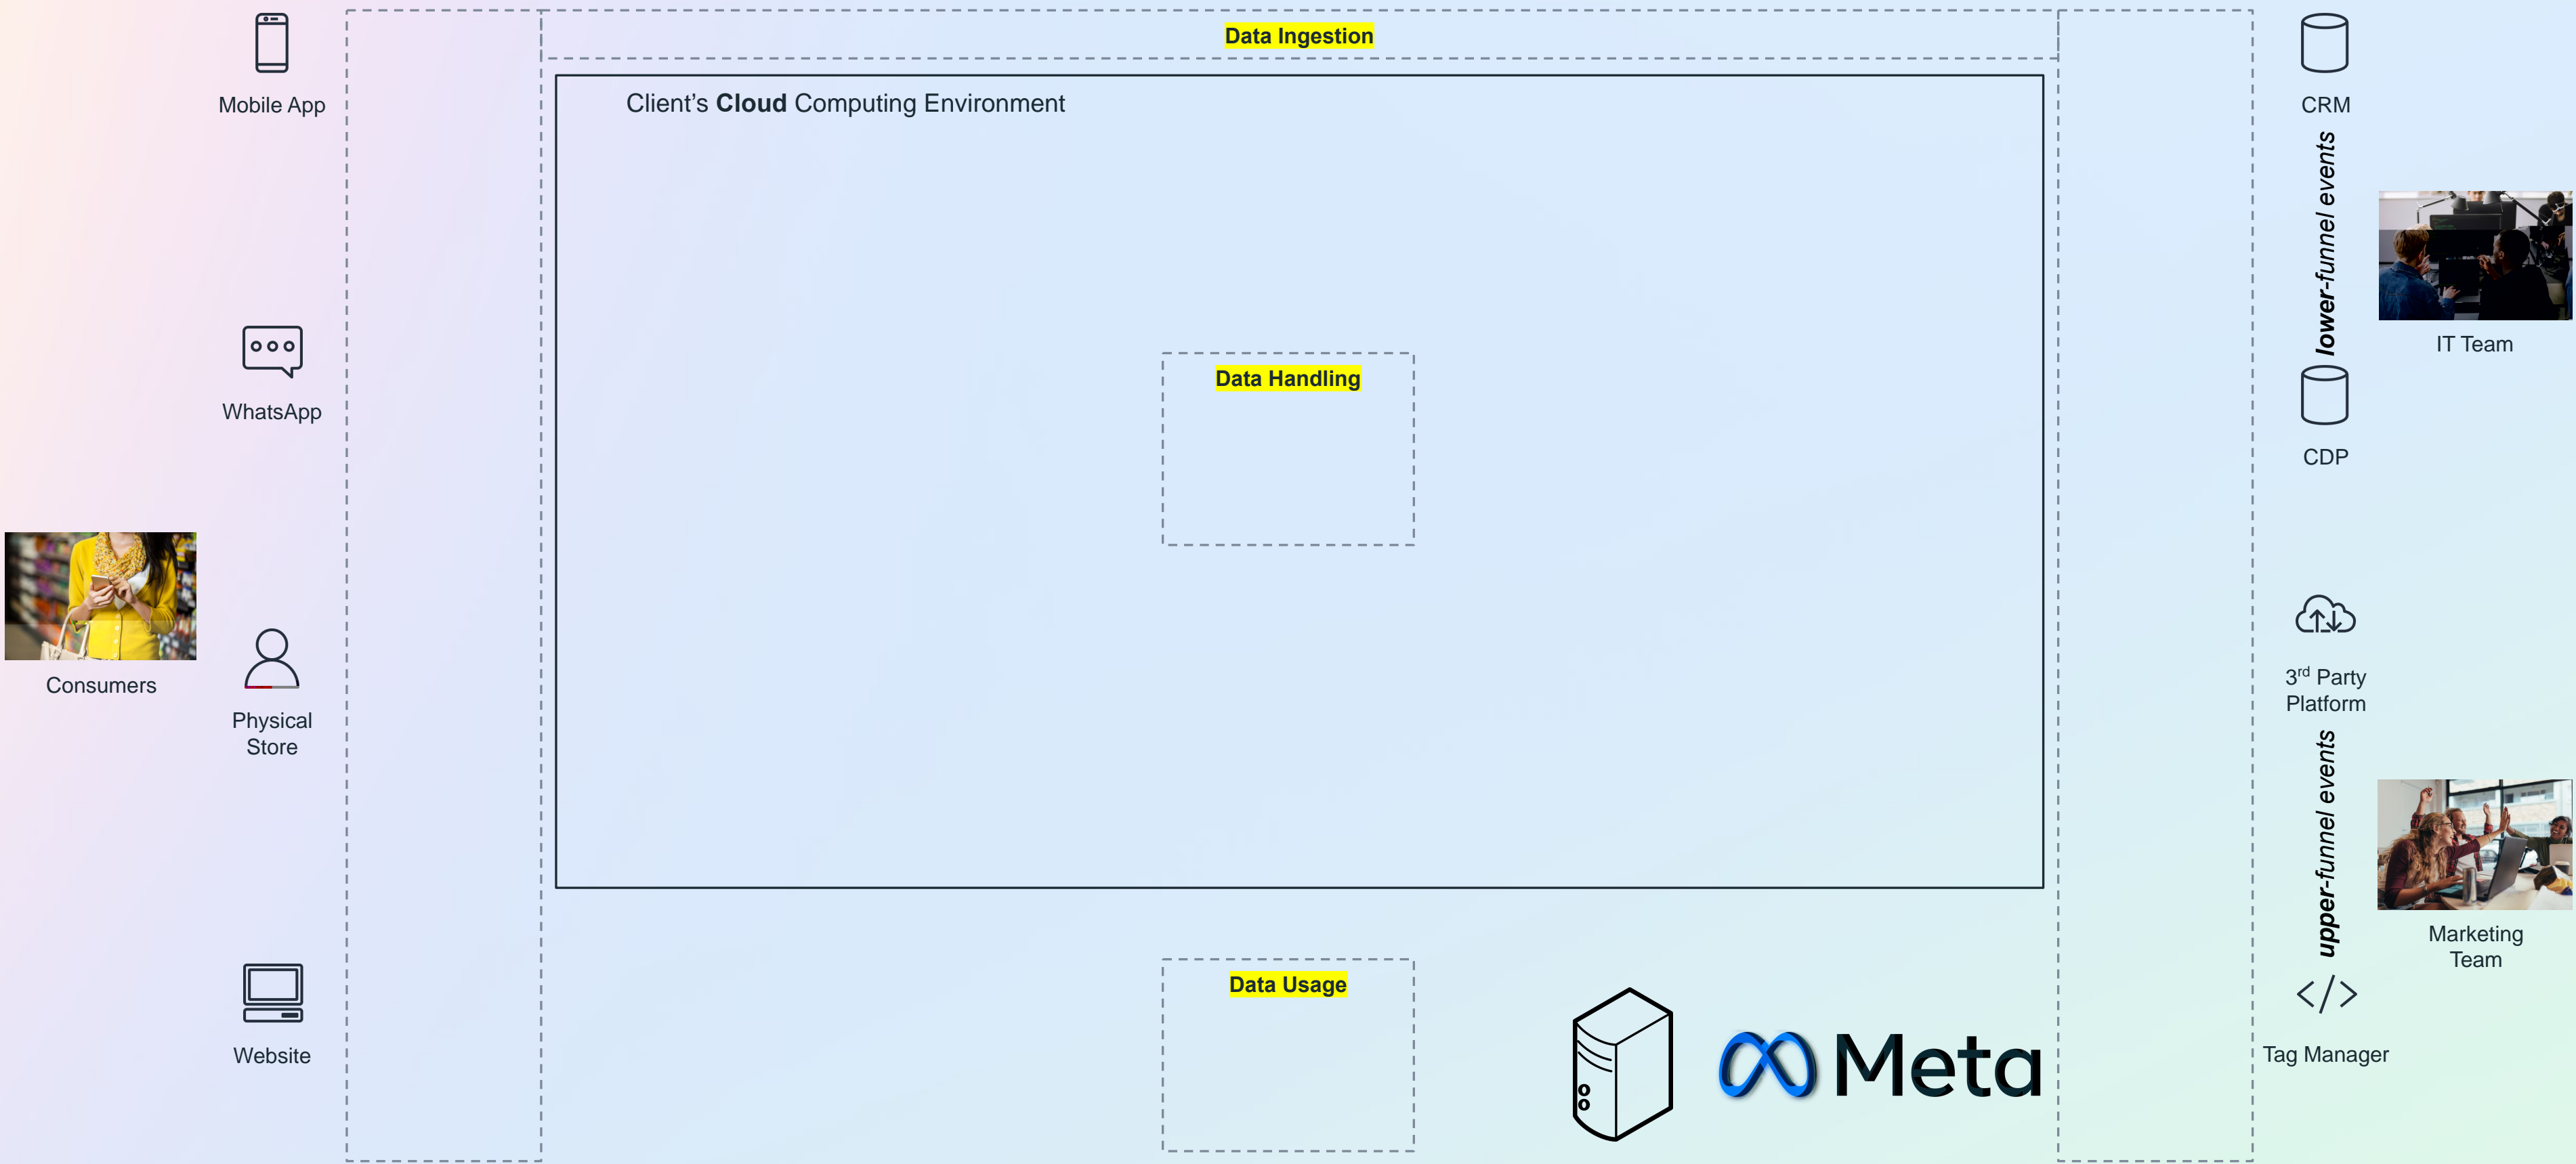 Data Ingestion
Client’s Cloud Computing Environment
Mobile App
WhatsApp
Consumers
Physical
Store
Website
Data Handling
Data Usage
Meta
CRM
lower-funnel events
IT Team
CDP
3rd Party
Platform
upper-funnel events
Marketing
Team
Tag Manager